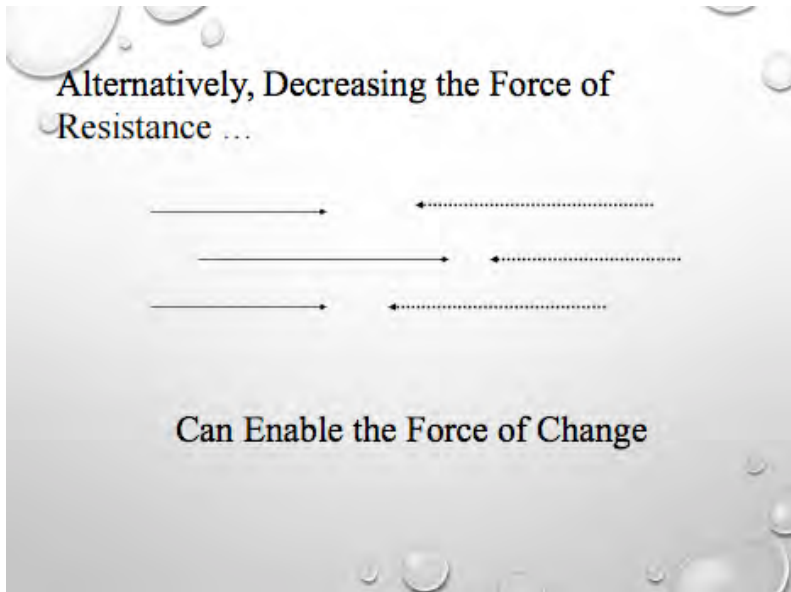 Alternatively, Decreasing the Force of
Resistance ...
Can Enable the Force of Change